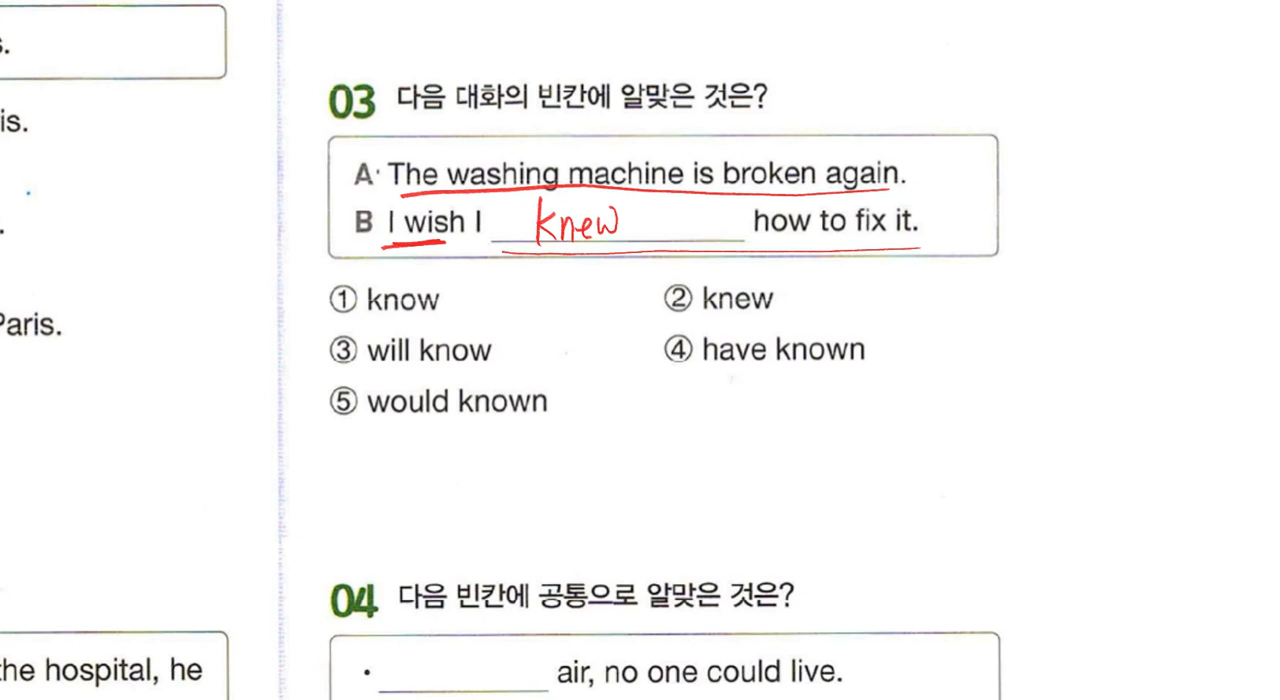 s.
is.
.
Paris.
the hospital, he
03 다음 대화의 빈칸에 알맞은 것은?
A· The washing machine is broken again.
B I wish I knew how to fix it.
① know ② knew
③ will know ④ have known
⑤ would known
04 다음 빈칸에 공통으로 알맞은 것은?
· ________ air, no one could live.